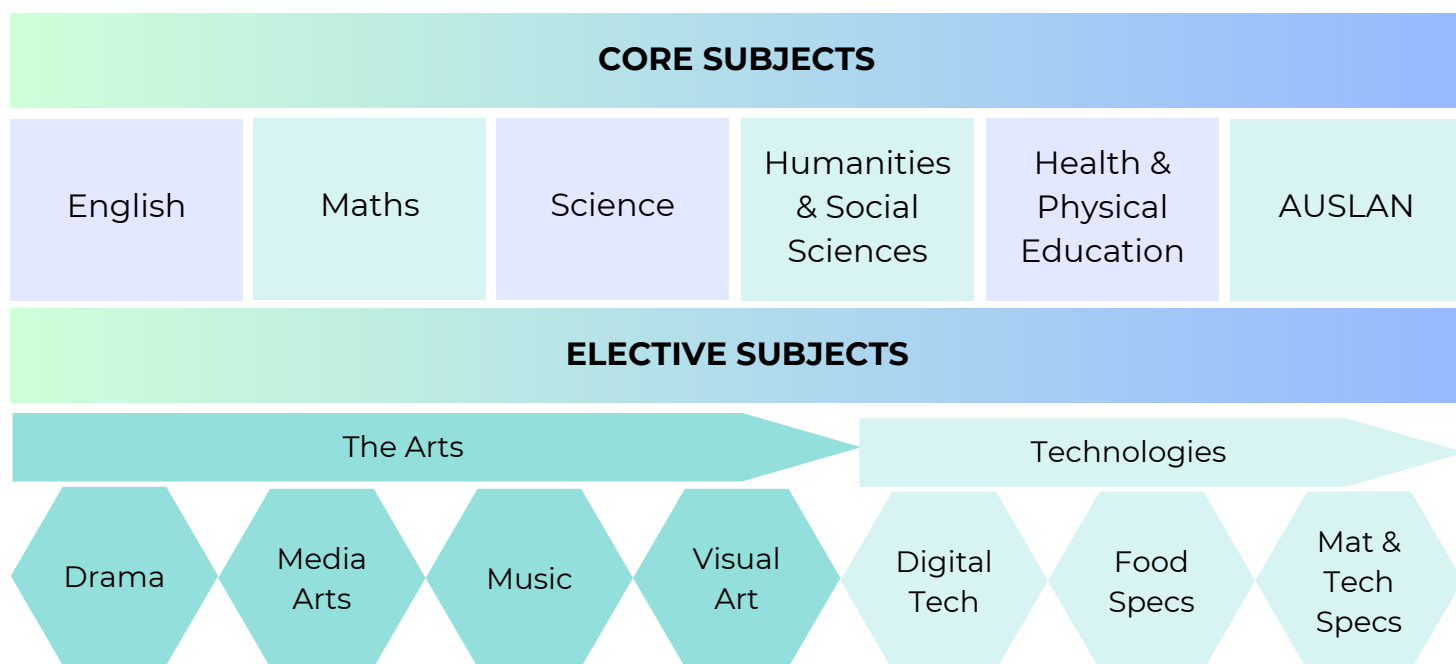 CORE SUBJECTS
English
Maths
Science
Humanities
& Social
Sciences
Health &
Physical
Education
AUSLAN
ELECTIVE SUBJECTS
The Arts
Technologies
Drama
Media
Arts
Music
Visual
Art
Digital
Tech
Food
Specs
Mat &
Tech
Specs